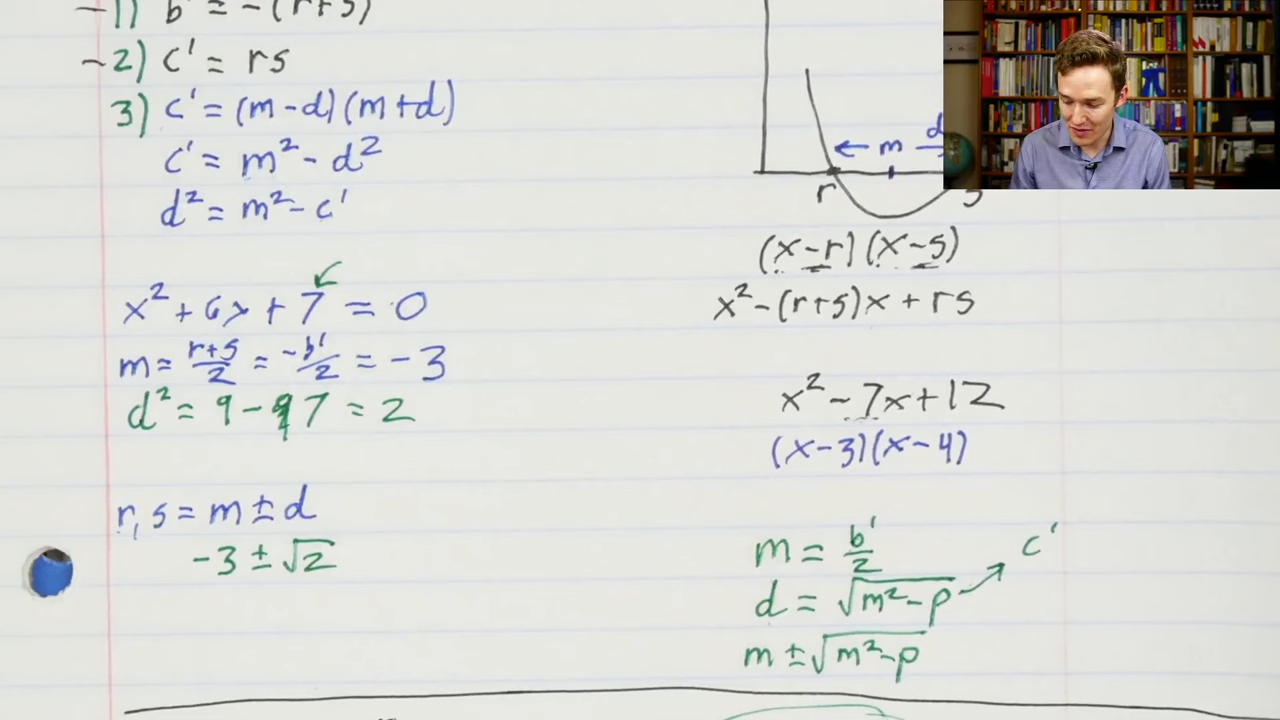 1) b' = -(r+s)
~2) c' = rs
3) c' = (m-d)(m+d)
c' = m² - d²
d² = m² - c'
x² + 6x + 7 = 0
m = r+s/2 = -b'/2 = -3
d² = 9 - 7 = 2
r, s = m ± d
-3 ± √2
← m d
r s
(x-r)(x-s)
x² - (r+s)x + rs
x² - 7x + 12
(x-3)(x-4)
m = b'/2
c'
d = √m² - p
m ± √m² - p